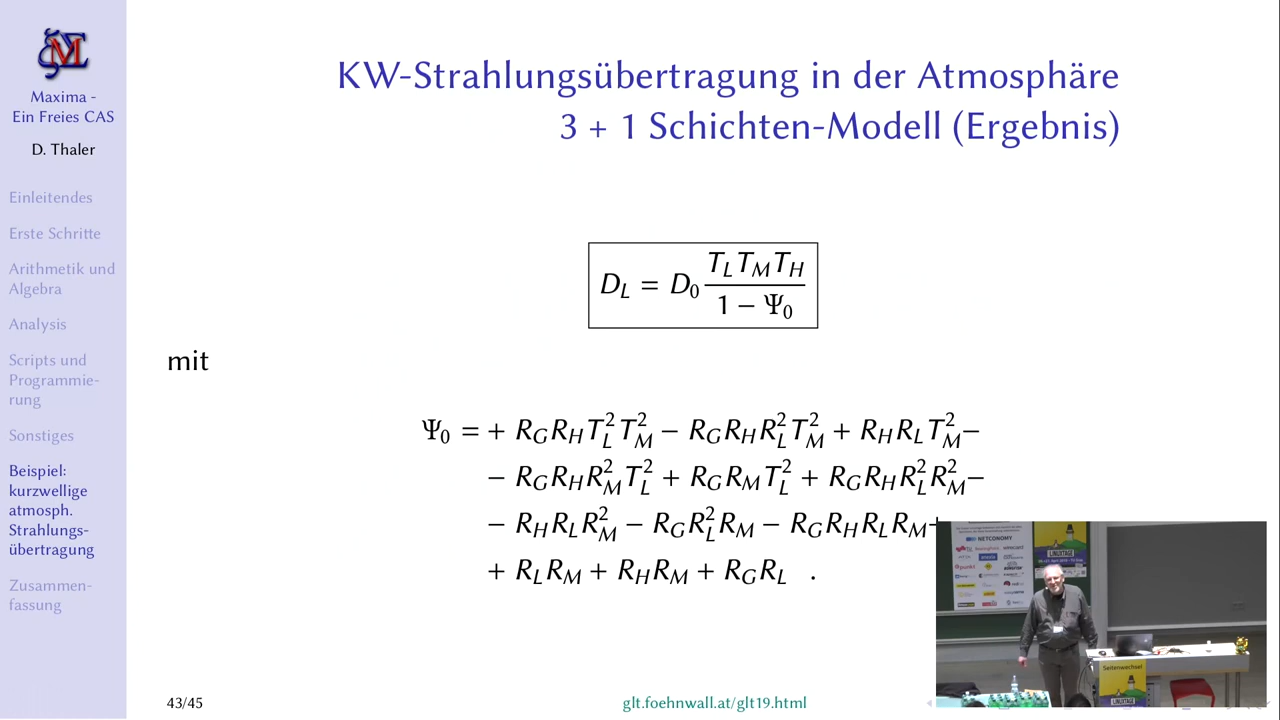 Maxima -
Ein Freies CAS
D. Thaler
Einleitendes
Erste Schritte
Arithmetik und
Algebra
Analysis
Scripts und
Programmie-
rung
Sonstiges
Beispiel:
kurzwellige
atmosph.
Strahlungs-
übertragung
Zusammen-
fassung
KW-Strahlungsübertragung in der Atmosphäre
3 + 1 Schichten-Modell (Ergebnis)
D_L = D_0 \frac{T_L T_M T_H}{1 − Ψ_0}
mit
Ψ_0 = + R_G R_H T_L^2 T_M^2 − R_G R_H R_L^2 T_M^2 + R_H R_L T_M^2 −
− R_G R_H R_M^2 T_L^2 + R_G R_M T_L^2 + R_G R_H R_L^2 R_M^2 −
− R_H R_L R_M^2 − R_G R_L^2 R_M − R_G R_H R_L R_M +
+ R_L R_M + R_H R_M + R_G R_L .
43/45
glt.foehnwall.at/glt19.html
NETCONOMY
LINUXTAGE
Seitenwechsel
LINUXTAGE